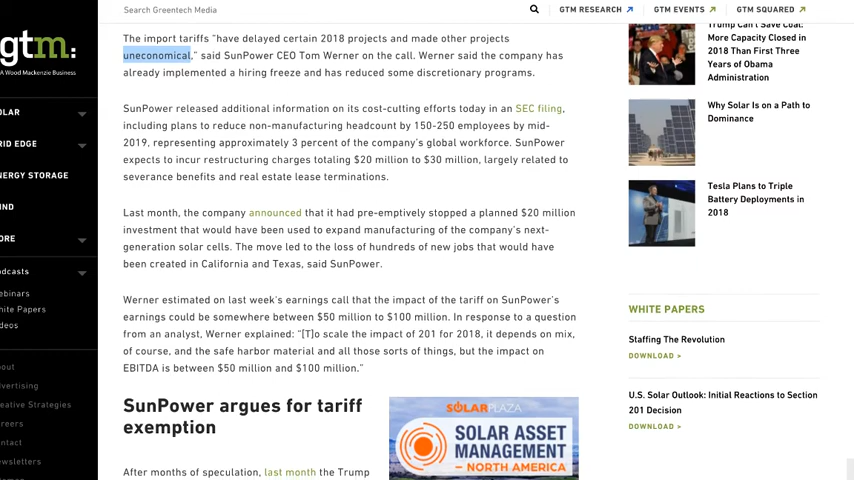 Search Greentech Media
GTM RESEARCH
GTM EVENTS
GTM SQUARED
gtm:
A Wood Mackenzie Business
OLAR
RID EDGE
NERGY STORAGE
IND
ORE
odcasts
ebinars
hite Papers
deos
out
vertising
eative Strategies
reers
ntact
wsletters
The import tariffs “have delayed certain 2018 projects and made other projects
uneconomical,” said SunPower CEO Tom Werner on the call. Werner said the company has
already implemented a hiring freeze and has reduced some discretionary programs.
SunPower released additional information on its cost-cutting efforts today in an SEC filing,
including plans to reduce non-manufacturing headcount by 150-250 employees by mid-
2019, representing approximately 3 percent of the company’s global workforce. SunPower
expects to incur restructuring charges totaling $20 million to $30 million, largely related to
severance benefits and real estate lease terminations.
Last month, the company announced that it had pre-emptively stopped a planned $20 million
investment that would have been used to expand manufacturing of the company’s next-
generation solar cells. The move led to the loss of hundreds of new jobs that would have
been created in California and Texas, said SunPower.
Werner estimated on last week’s earnings call that the impact of the tariff on SunPower’s
earnings could be somewhere between $50 million to $100 million. In response to a question
from an analyst, Werner explained: “[T]o scale the impact of 201 for 2018, it depends on mix,
of course, and the safe harbor material and all those sorts of things, but the impact on
EBITDA is between $50 million and $100 million.”
SunPower argues for tariff
exemption
After months of speculation, last month the Trump
SOLARPLAZA
SOLAR ASSET
MANAGEMENT
– NORTH AMERICA –
Trump Can't Save Coal:
More Capacity Closed in
2018 Than First Three
Years of Obama
Administration
Why Solar Is on a Path to
Dominance
Tesla Plans to Triple
Battery Deployments in
2018
WHITE PAPERS
Staffing The Revolution
DOWNLOAD >
U.S. Solar Outlook: Initial Reactions to Section
201 Decision
DOWNLOAD >